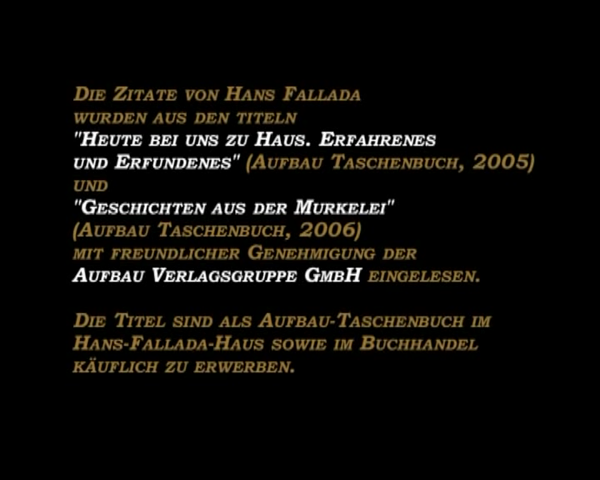 Die Zitate von Hans Fallada
wurden aus den titeln
"Heute bei uns zu Haus. Erfahrenes
und Erfundenes" (Aufbau Taschenbuch, 2005)
und
"Geschichten aus der Murkelei"
(Aufbau Taschenbuch, 2006)
mit freundlicher Genehmigung der
Aufbau Verlagsgruppe GmbH eingelesen.
Die Titel sind als Aufbau-Taschenbuch im
Hans-Fallada-Haus sowie im Buchhandel
käuflich zu erwerben.